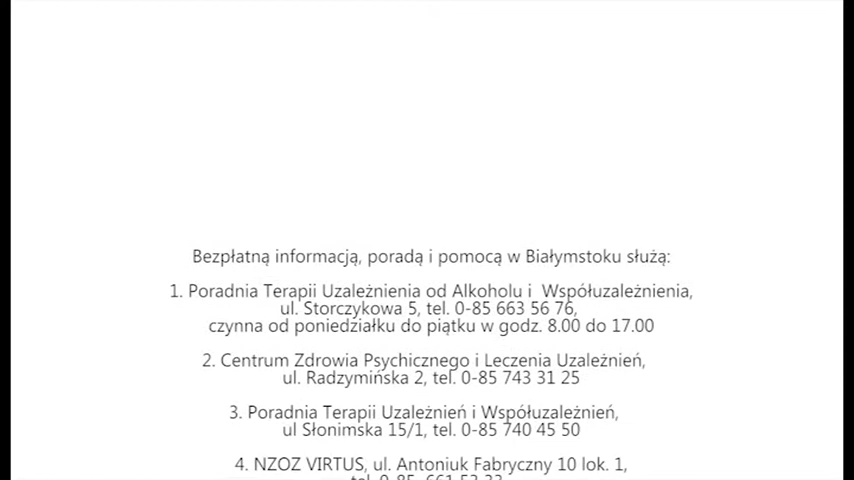 Bezpłatną informacją, poradą i pomocą w Białymstoku służą:
1. Poradnia Terapii Uzależnienia od Alkoholu i Współuzależnienia,
ul. Storczykowa 5, tel. 0-85 663 56 76,
czynna od poniedziałku do piątku w godz. 8.00 do 17.00
2. Centrum Zdrowia Psychicznego i Leczenia Uzależnień,
ul. Radzymińska 2, tel. 0-85 743 31 25
3. Poradnia Terapii Uzależnień i Współuzależnień,
ul Słonimska 15/1, tel. 0-85 740 45 50
4. NZOZ VIRTUS, ul. Antoniuk Fabryczny 10 lok. 1,
tel. 0-85